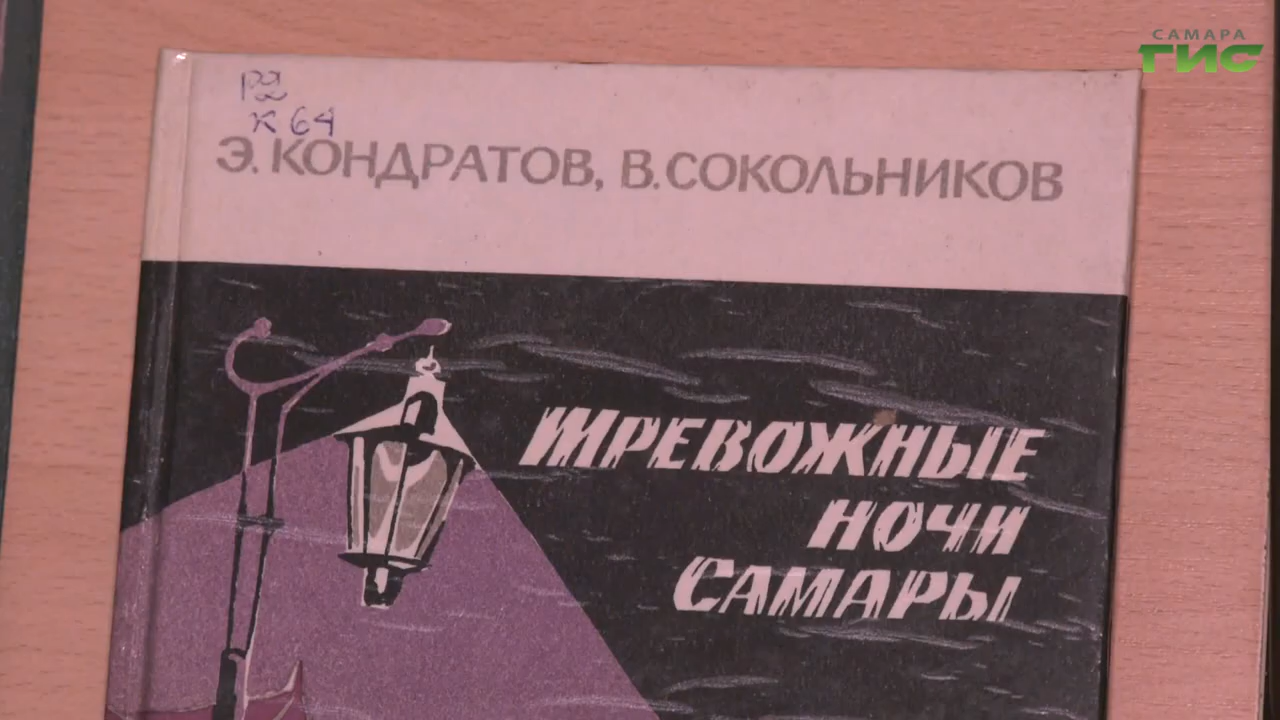 САМАРА
ГИС
Р2
К 64
Э. КОНДРАТОВ, В. СОКОЛЬНИКОВ
ТРЕВОЖНЫЕ
НОЧИ
САМАРЫ